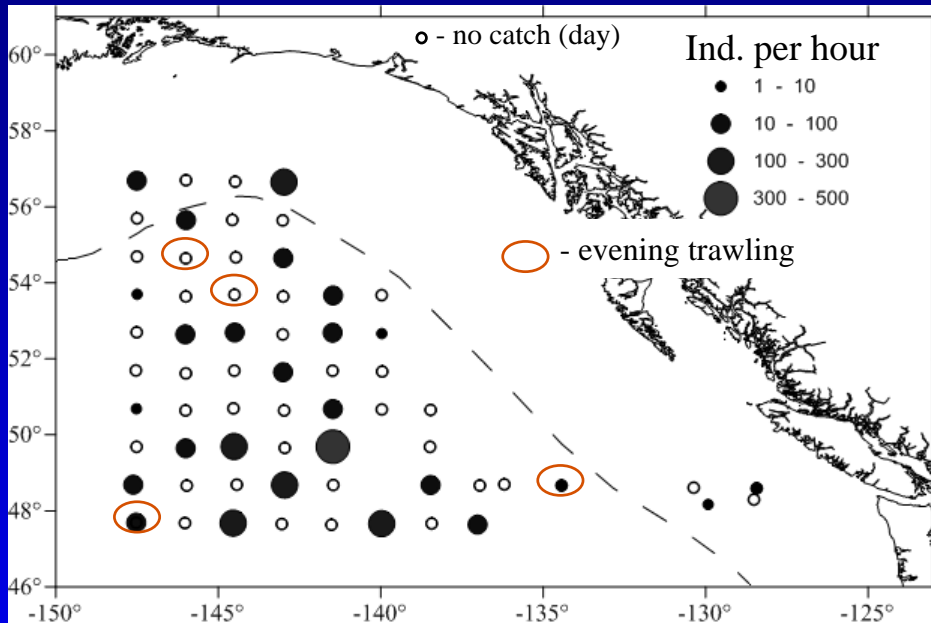 - no catch (day)
Ind. per hour
1 - 10
10 - 100
100 - 300
300 - 500
- evening trawling
60°
58°
56°
54°
52°
50°
48°
46°
-150°
-145°
-140°
-135°
-130°
-125°